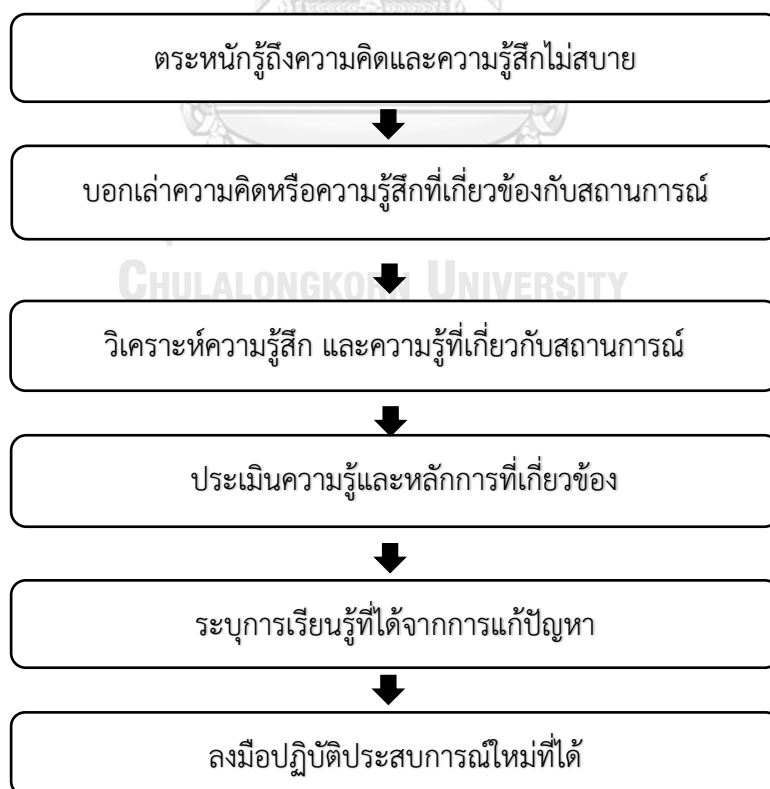 ตระหนักรู้ถึงความคิดและความรู้สึกไม่สบาย
บอกเล่าความคิดหรือความรู้สึกที่เกี่ยวข้องกับสถานการณ์
CHULALONGKORN UNIVERSITY
วิเคราะห์ความรู้สึก และความรู้ที่เกี่ยวกับสถานการณ์
ประเมินความรู้และหลักการที่เกี่ยวข้อง
ระบุการเรียนรู้ที่ได้จากการแก้ปัญหา
ลงมือปฏิบัติประสบการณ์ใหม่ที่ได้